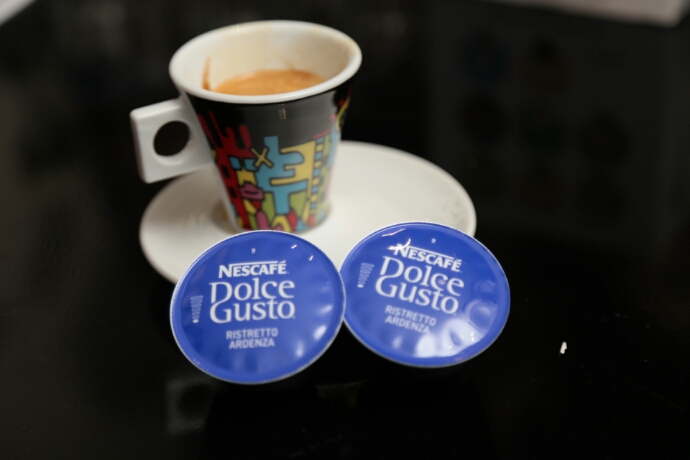 NESCAFÉ
Dolce
Gusto
RISTRETTO
ARDENZA
NESCAFÉ
Dolce
Gusto
RISTRETTO
ARDENZA